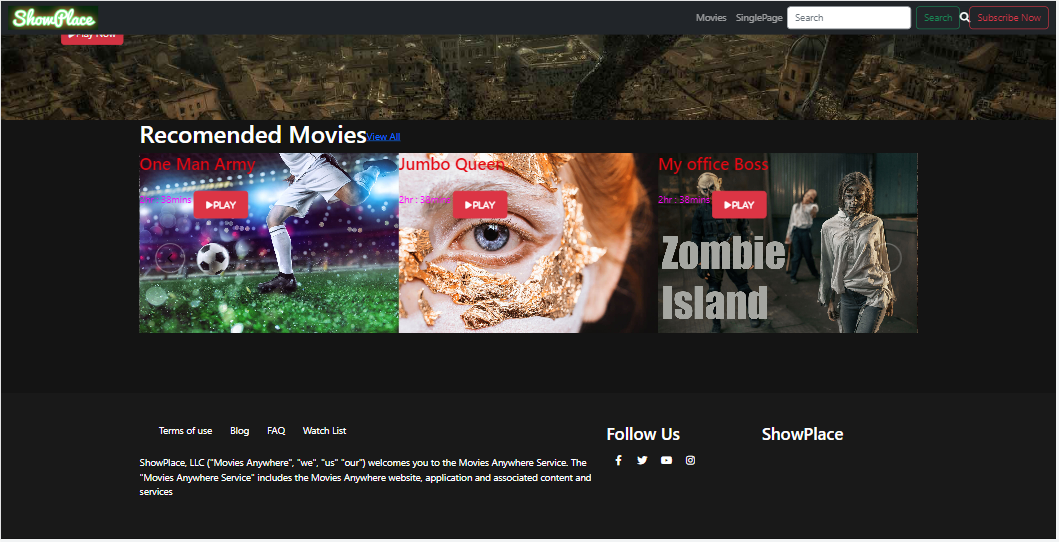 ShowPlace
Movies SinglePage Search Search Subscribe Now
Play Now
Recomended Movies View All
One Man Army
2hr : 38mins PLAY
Jumbo Queen
2hr : 38mins PLAY
My office Boss
2hr : 38mins PLAY
Zombie
Island
Terms of use Blog FAQ Watch List
ShowPlace, LLC ("Movies Anywhere", "we", "us" "our") welcomes you to the Movies Anywhere Service. The
"Movies Anywhere Service" includes the Movies Anywhere website, application and associated content and
services
Follow Us
ShowPlace